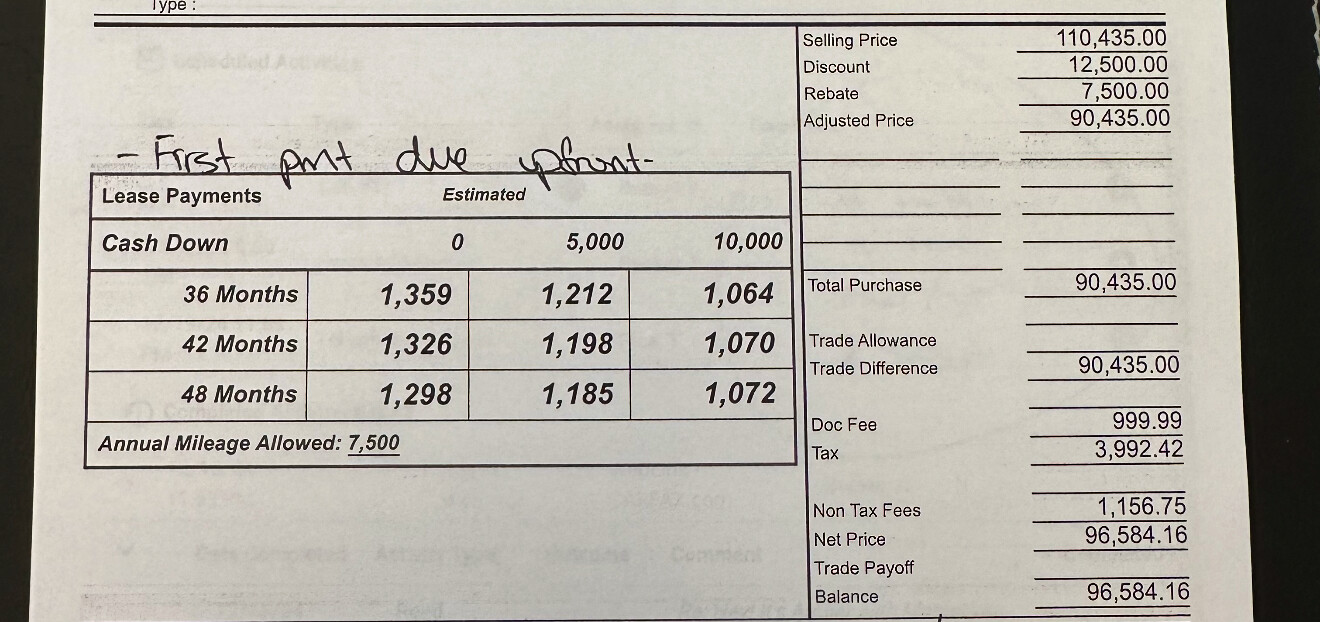 Type :
- First pmt due upfront-
Lease Payments Estimated
Cash Down 0 5,000 10,000
36 Months 1,359 1,212 1,064
42 Months 1,326 1,198 1,070
48 Months 1,298 1,185 1,072
Annual Mileage Allowed: 7,500
Selling Price 110,435.00
Discount 12,500.00
Rebate 7,500.00
Adjusted Price 90,435.00
Total Purchase 90,435.00
Trade Allowance
Trade Difference 90,435.00
Doc Fee 999.99
Tax 3,992.42
Non Tax Fees 1,156.75
Net Price 96,584.16
Trade Payoff
Balance 96,584.16